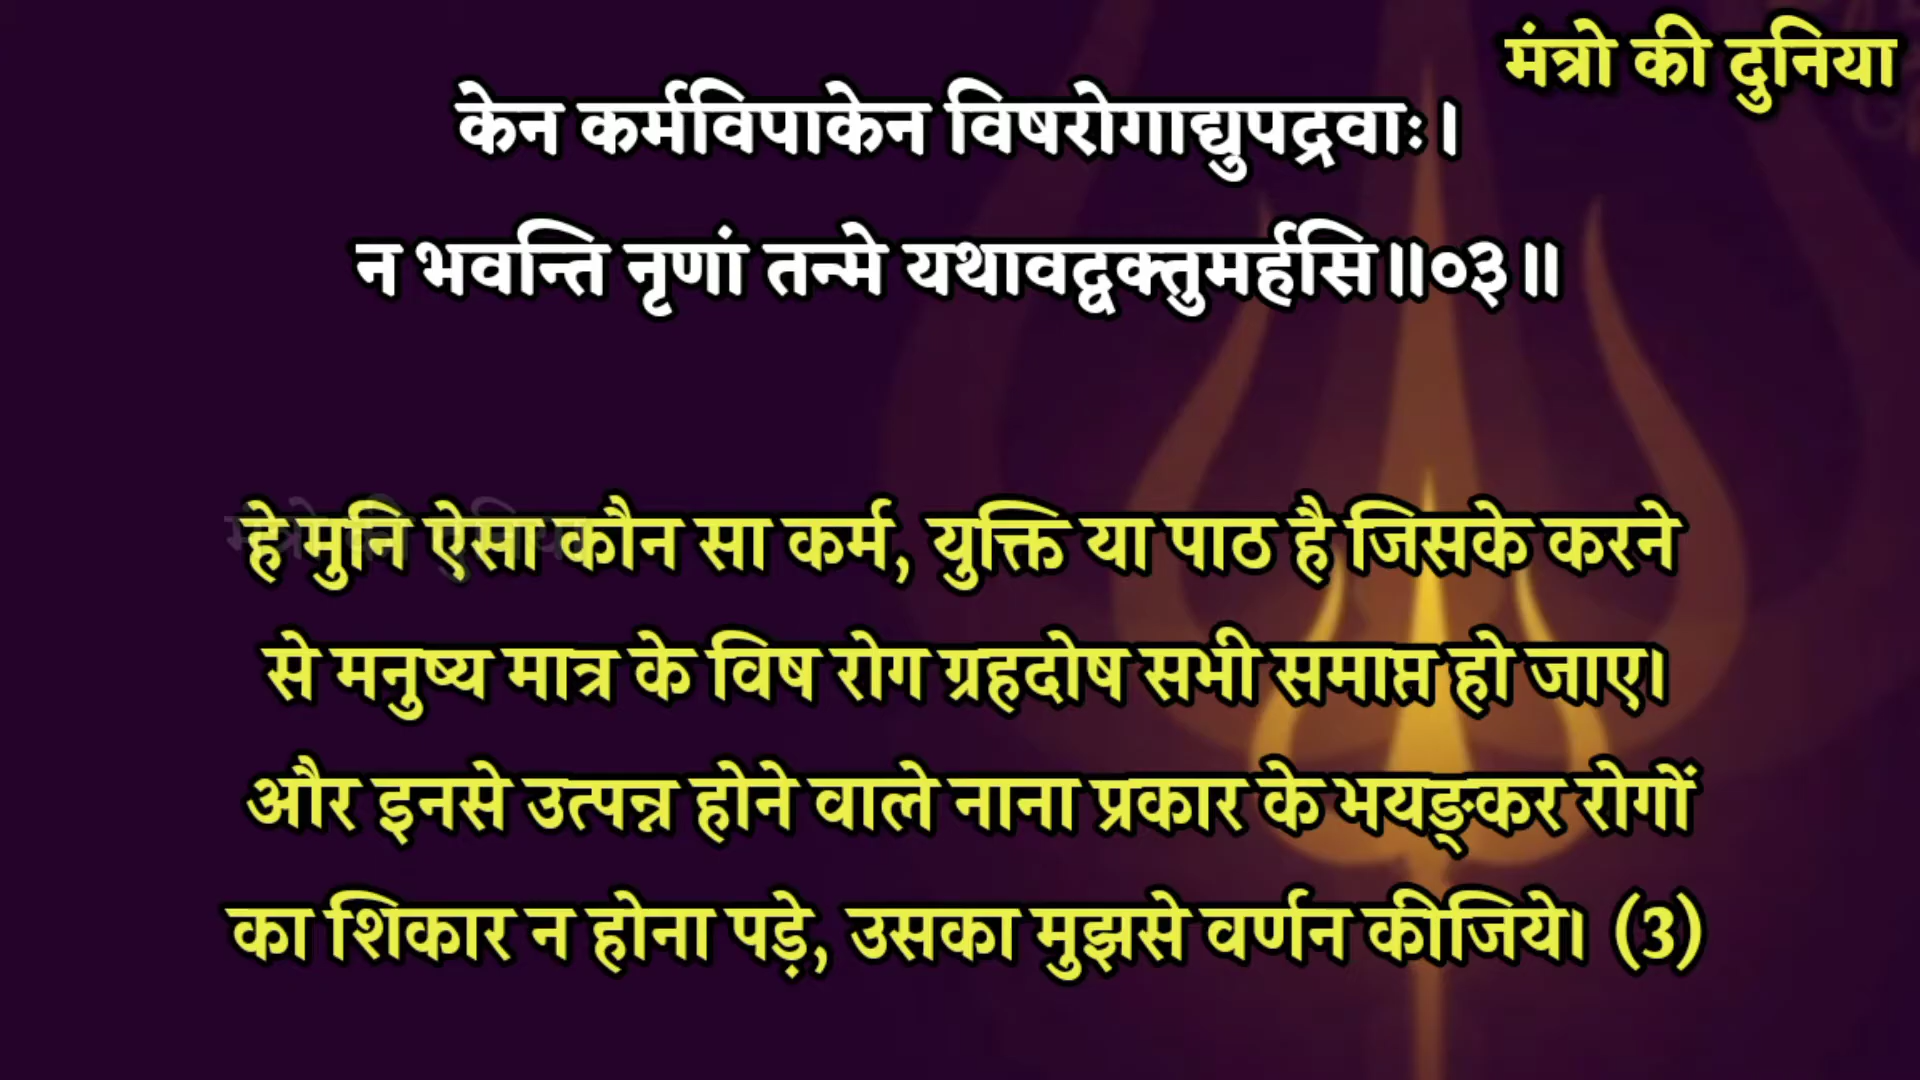 मंत्रो की दुनिया
केन कर्मविपाकेन विषरोगाद्युपद्रवाः।
न भवन्ति नृणां तन्मे यथावद्वक्तुमर्हसि॥०३॥
हे मुनि ऐसा कौन सा कर्म, युक्ति या पाठ है जिसके करने
से मनुष्य मात्र के विष रोग ग्रहदोष सभी समाप्त हो जाए।
और इनसे उत्पन्न होने वाले नाना प्रकार के भयङ्कर रोगों
का शिकार न होना पड़े, उसका मुझसे वर्णन कीजिये। (3)